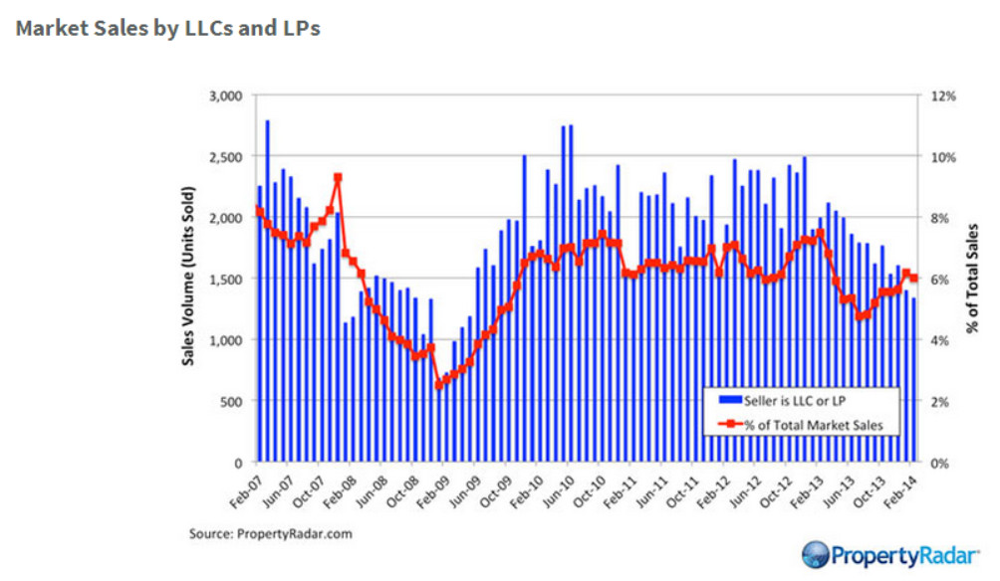 Market Sales by LLCs and LPs
3,000
2,500
2,000
1,500
1,000
500
0
Sales Volume (Units Sold)
12%
10%
8%
6%
4%
2%
0%
% of Total Sales
Seller is LLC or LP
% of Total Market Sales
Feb-07
Jun-07
Oct-07
Feb-08
Jun-08
Oct-08
Feb-09
Jun-09
Oct-09
Feb-10
Jun-10
Oct-10
Feb-11
Jun-11
Oct-11
Feb-12
Jun-12
Oct-12
Feb-13
Jun-13
Oct-13
Feb-14
Source: PropertyRadar.com
PropertyRadar